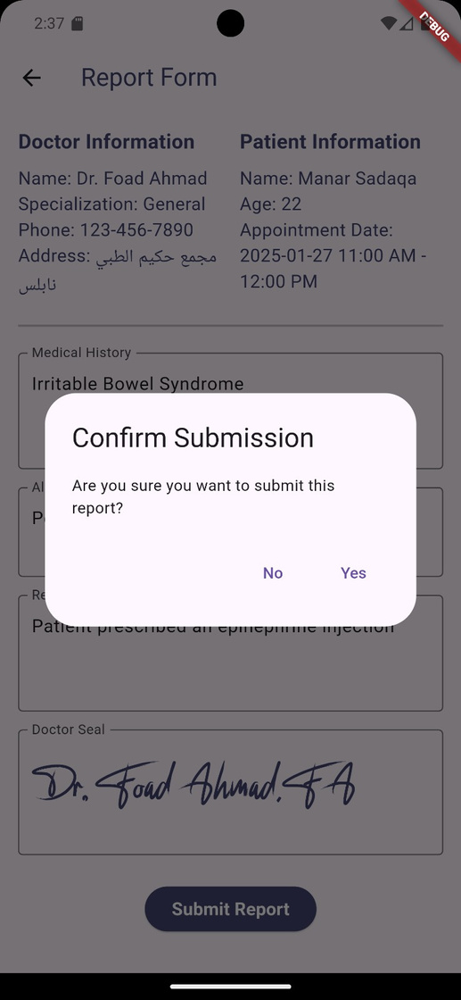 2:37
DEBUG
Report Form
Doctor Information
Name: Dr. Foad Ahmad
Specialization: General
Phone: 123-456-7890
Address: مجمع حكيم الطبي
نابلس
Patient Information
Name: Manar Sadaqa
Age: 22
Appointment Date:
2025-01-27 11:00 AM -
12:00 PM
Medical History
Irritable Bowel Syndrome
Confirm Submission
Are you sure you want to submit this
report?
No
Yes
Patient prescribed an epinephrine injection
Doctor Seal
Dr. Foad Ahmad. FA
Submit Report